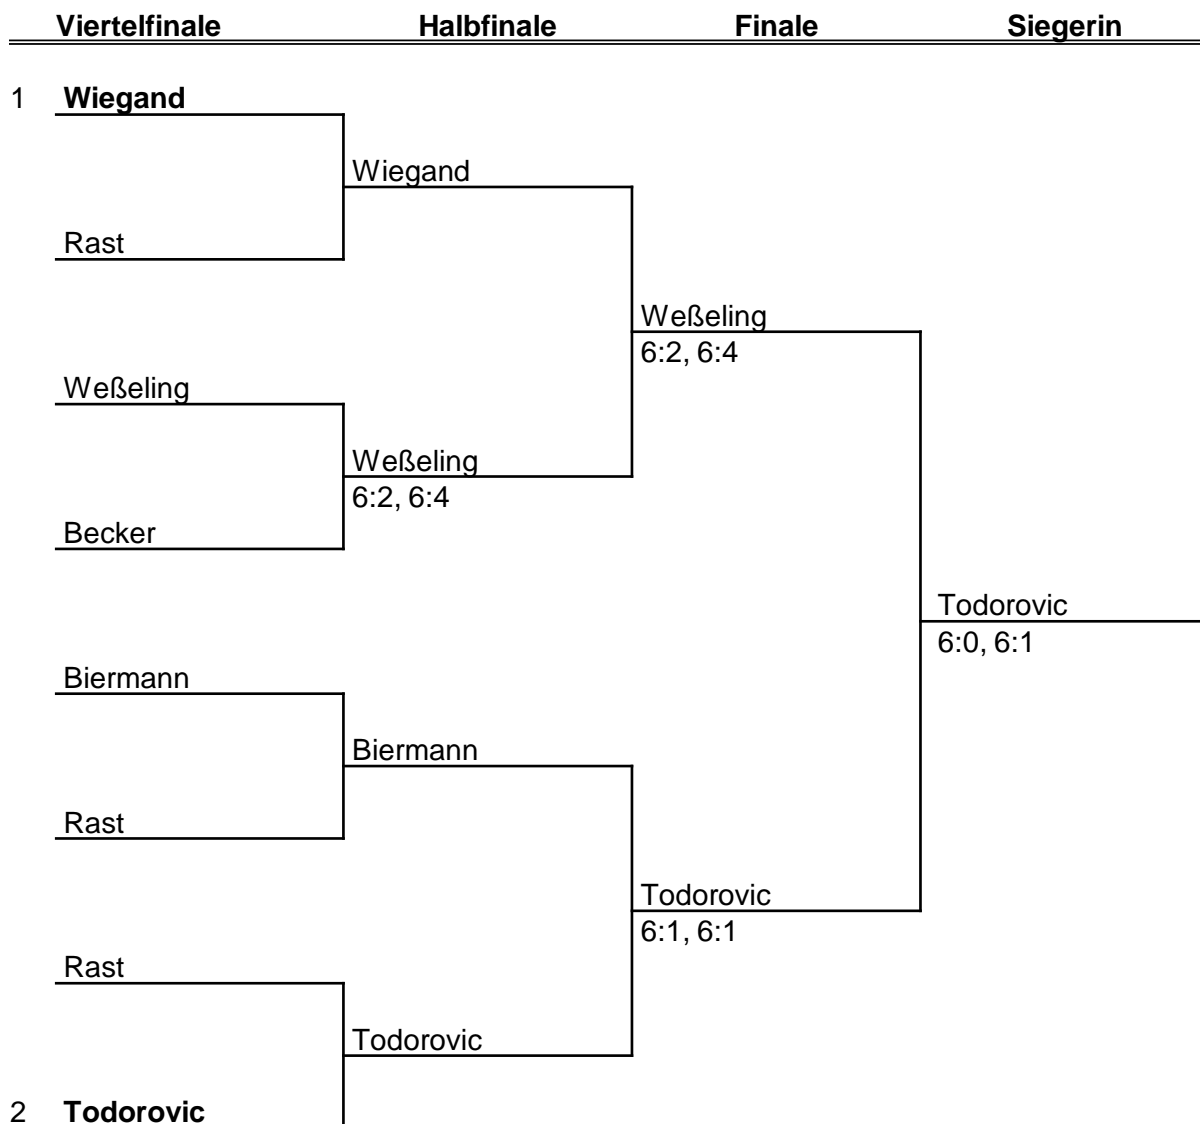 Viertelfinale Halbfinale Finale Siegerin
1 Wiegand
Wiegand
Rast
Weßeling
6:2, 6:4
Weßeling
Weßeling
6:2, 6:4
Becker
Todorovic
6:0, 6:1
Biermann
Biermann
Rast
Todorovic
6:1, 6:1
Rast
Todorovic
2 Todorovic